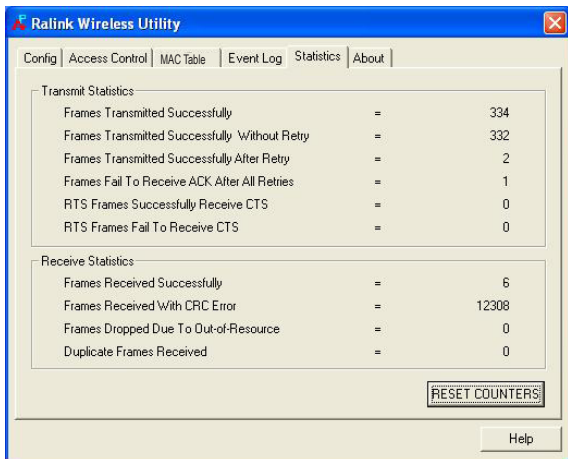 Ralink Wireless Utility
Config Access Control MAC Table Event Log Statistics About
Transmit Statistics
Frames Transmitted Successfully = 334
Frames Transmitted Successfully Without Retry = 332
Frames Transmitted Successfully After Retry = 2
Frames Fail To Receive ACK After All Retries = 1
RTS Frames Successfully Receive CTS = 0
RTS Frames Fail To Receive CTS = 0
Receive Statistics
Frames Received Successfully = 6
Frames Received With CRC Error = 12308
Frames Dropped Due To Out-of-Resource = 0
Duplicate Frames Received = 0
RESET COUNTERS
Help